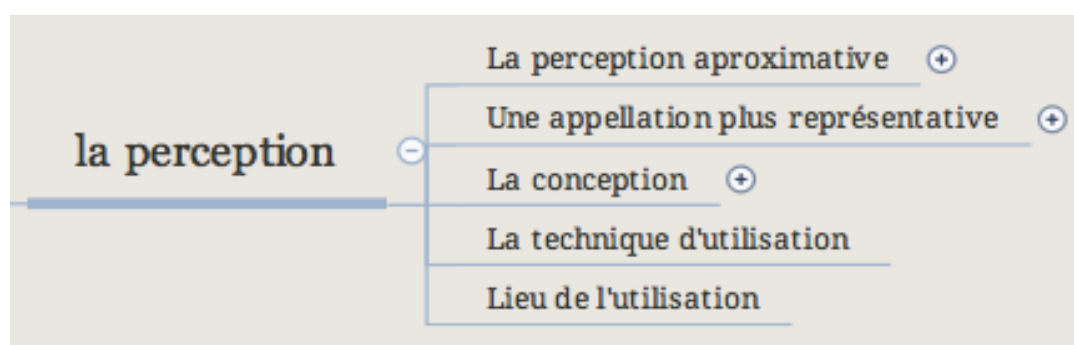 La perception aproximative
Une appellation plus représentative
la perception
La conception
La technique d'utilisation
Lieu de l'utilisation